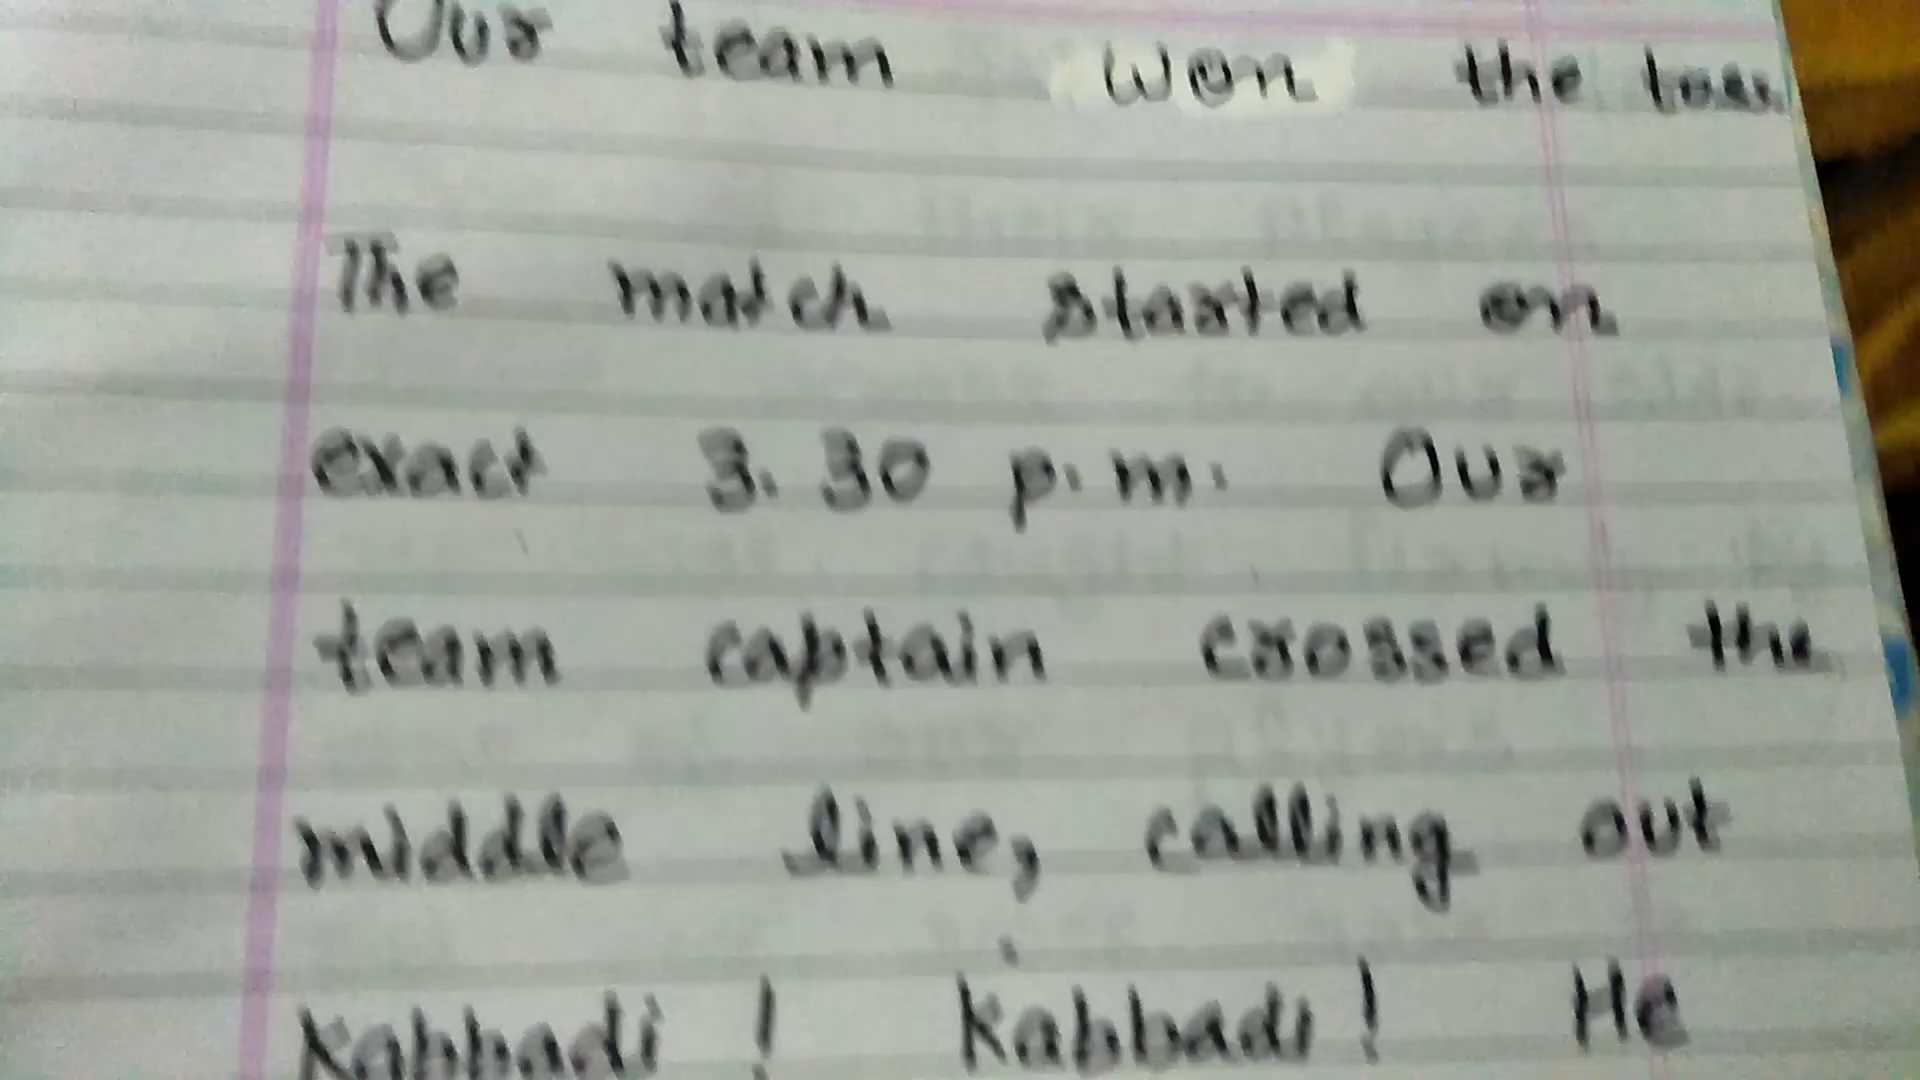 Our team won the toss
The match started on
exact 3.30 p.m. Our
team captain crossed the
middle line, calling out
Kabbadi ! Kabbadi ! He